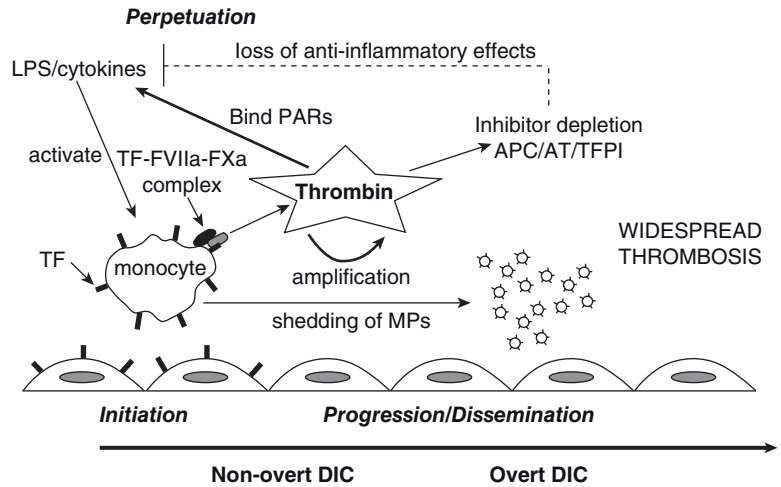 Perpetuation
loss of anti-inflammatory effects
LPS/cytokines
Bind PARs
Inhibitor depletion
APC/AT/TFPI
activate
TF-FVIIa-FXa
complex
Thrombin
WIDESPREAD
THROMBOSIS
TF
monocyte
amplification
shedding of MPs
Initiation
Progression/Dissemination
Non-overt DIC
Overt DIC